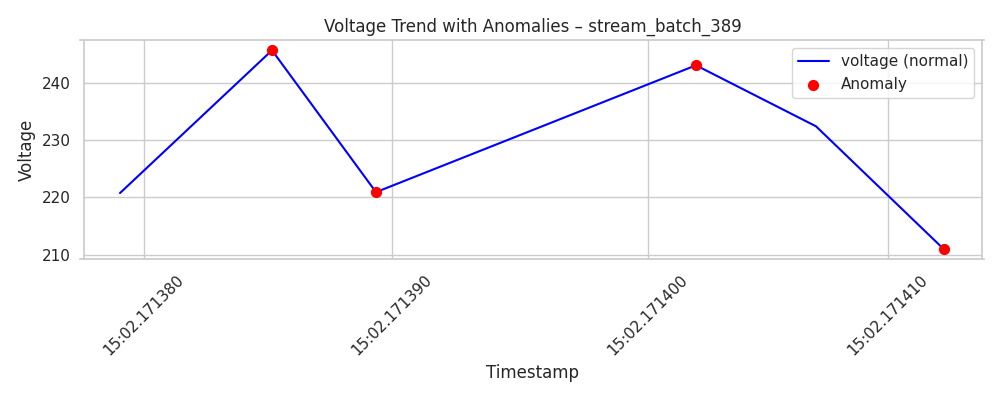 Voltage Trend with Anomalies – stream_batch_389
voltage (normal)
Anomaly
Voltage
240
230
220
210
15:02.171380
15:02.171390
15:02.171400
15:02.171410
Timestamp